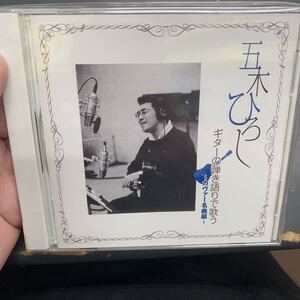 五木ひろし
ギターの弾き語りで歌う
～カヴァー名曲編～